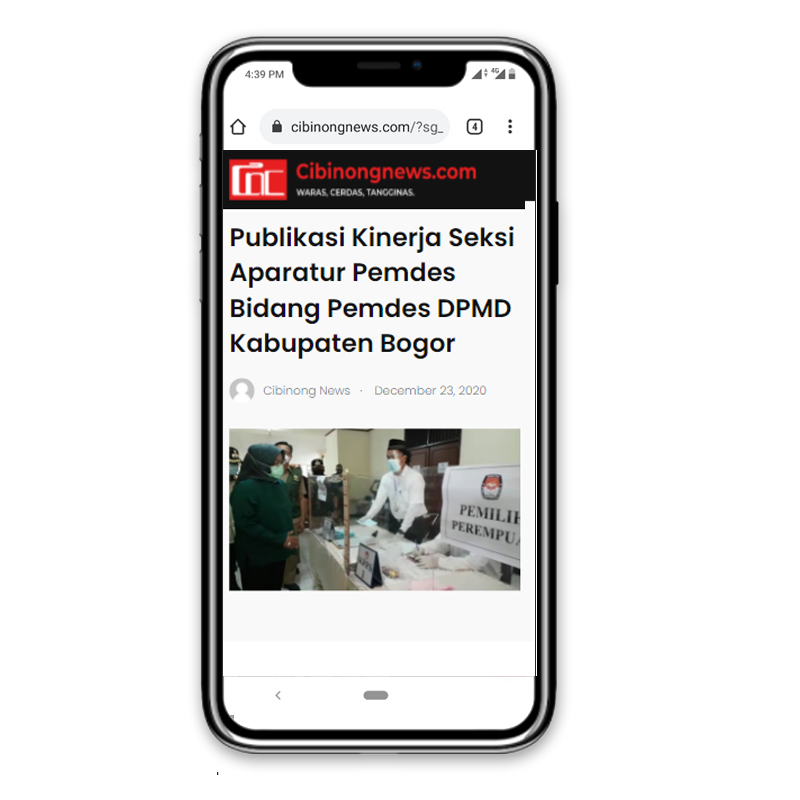 4:39 PM
4G
cibinongnews.com/?sg_
4
Cibinongnews.com
WARAS, CERDAS, TANGGINAS.
Publikasi Kinerja Seksi
Aparatur Pemdes
Bidang Pemdes DPMD
Kabupaten Bogor
Cibinong News · December 23, 2020
PEMILIH
PEREMPUA